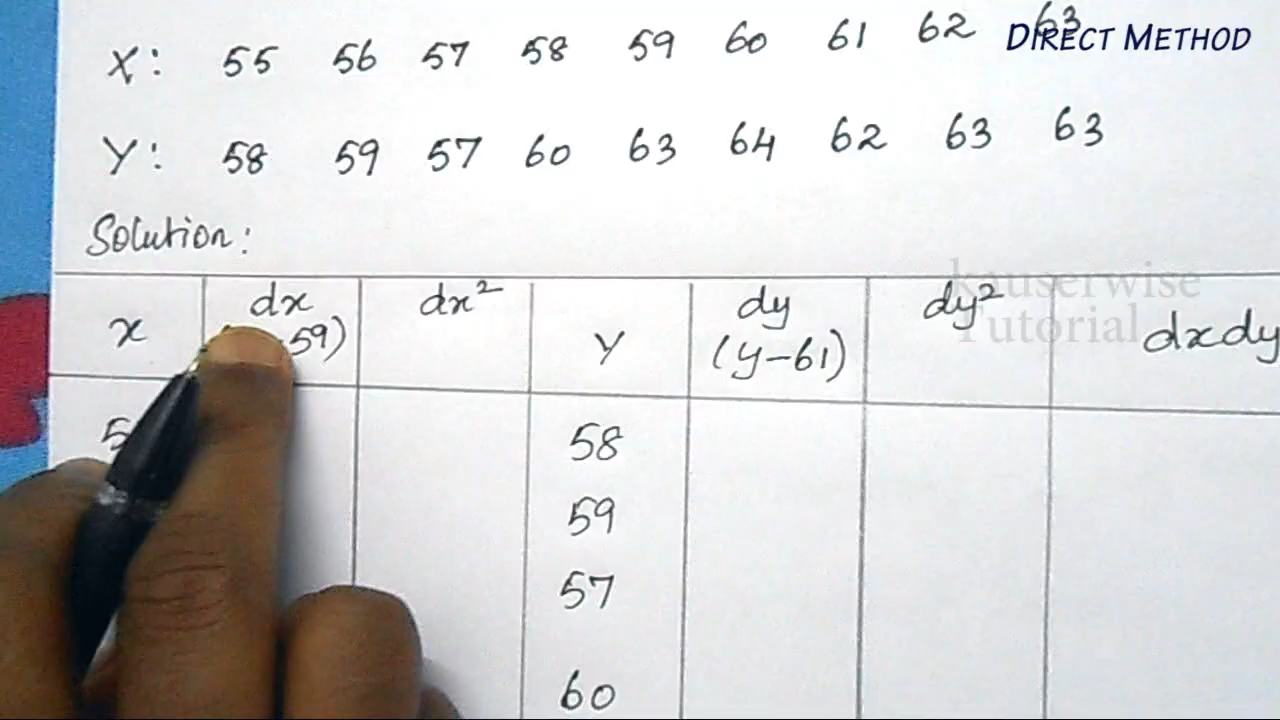 DIRECT METHOD
X: 55 56 57 58 59 60 61 62 63
Y: 58 59 57 60 63 64 62 63 63
Solution:
kauserwise
Tutorial
x dx dx² Y dy dy² dxdy
59) (y-61)
58
59
57
60